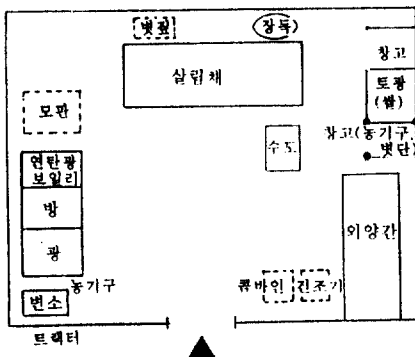 볏짚
장독
살림채
창고
토광
(쌀)
모판
창고(농기구,
볏단)
수도
연탄광
보일러
방
광
외양간
농기구
콤바인
건조기
변소
트랙터